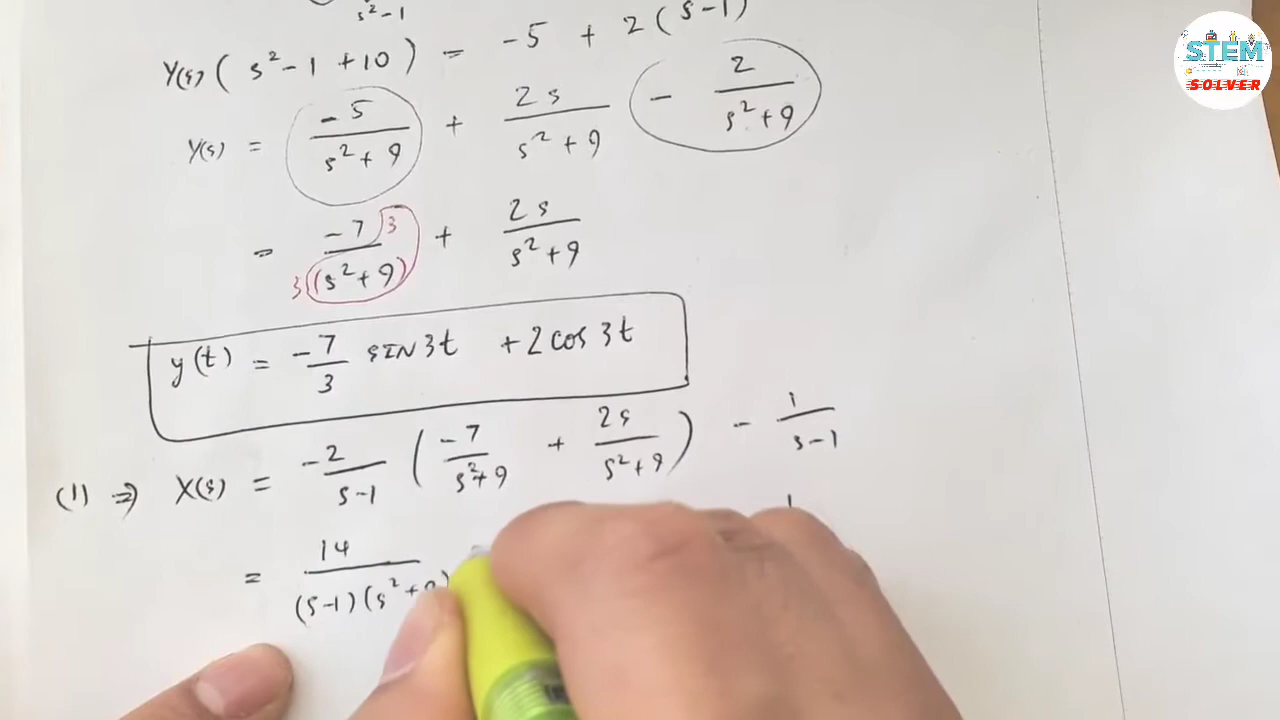 s²-1
Y(s) ( s² - 1 + 10 ) = -5 + 2 ( s-1 )
Y(s) = -5 / s² + 9 + 2s / s² + 9 - 2 / s² + 9
= -7 3 / 3 (s² + 9) + 2s / s² + 9
y(t) = -7/3 SIN 3t + 2 cos 3t
(1) ⇒ X(s) = -2 / s-1 ( -7 / s² + 9 + 2s / s² + 9 ) - 1 / s-1
= 14 / (s-1)(s² + 9)
STEM
SOLVER